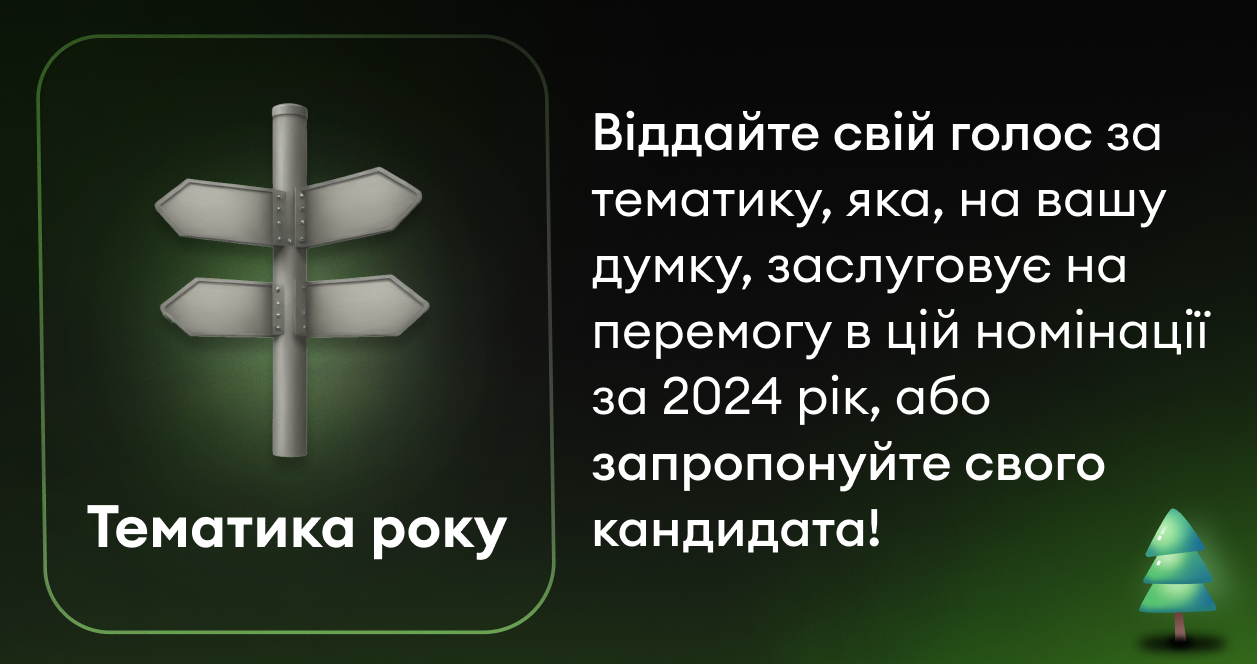 Тематика року
Віддайте свій голос за
тематику, яка, на вашу
думку, заслуговує на
перемогу в цій номінації
за 2024 рік, або
запропонуйте свого
кандидата!